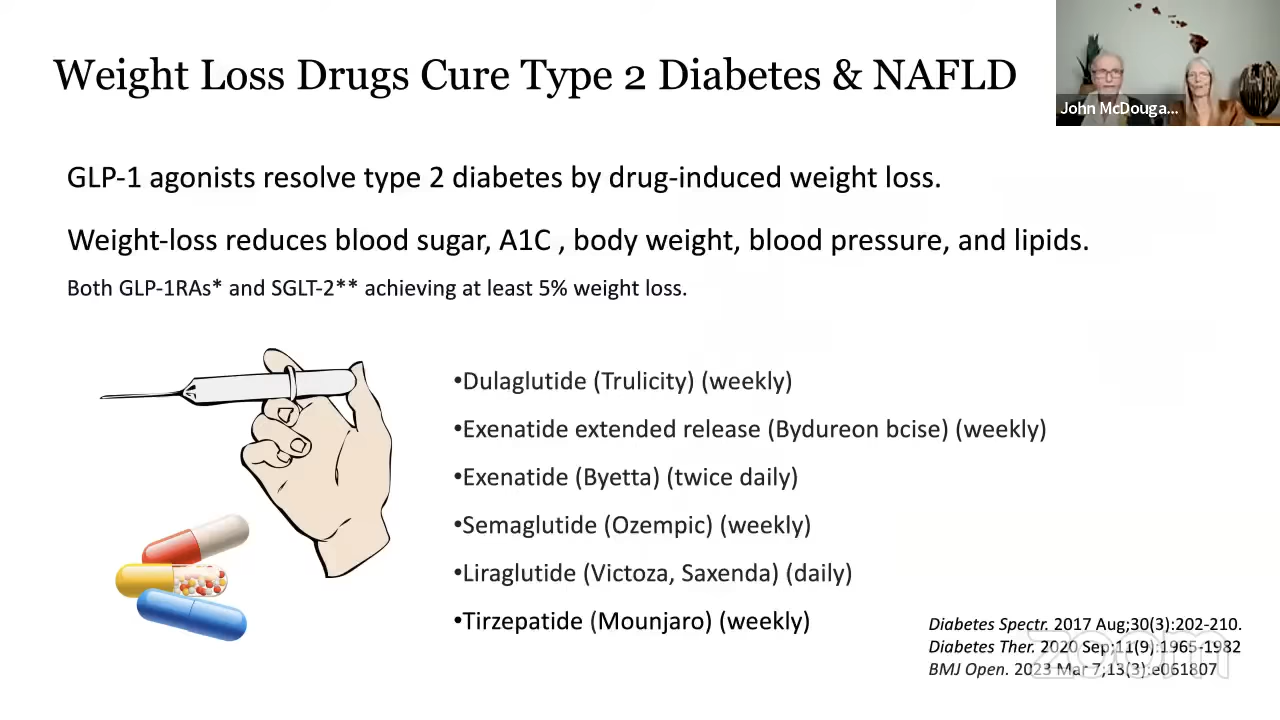 Weight Loss Drugs Cure Type 2 Diabetes & NAFLD
John McDouga...
GLP-1 agonists resolve type 2 diabetes by drug-induced weight loss.
Weight-loss reduces blood sugar, A1C , body weight, blood pressure, and lipids.
Both GLP-1RAs* and SGLT-2** achieving at least 5% weight loss.
•Dulaglutide (Trulicity) (weekly)
•Exenatide extended release (Bydureon bcise) (weekly)
•Exenatide (Byetta) (twice daily)
•Semaglutide (Ozempic) (weekly)
•Liraglutide (Victoza, Saxenda) (daily)
•Tirzepatide (Mounjaro) (weekly)
Diabetes Spectr. 2017 Aug;30(3):202-210.
Diabetes Ther. 2020 Sep;11(9):1965-1982
BMJ Open. 2023 Mar 7;13(3):e061807
zoom